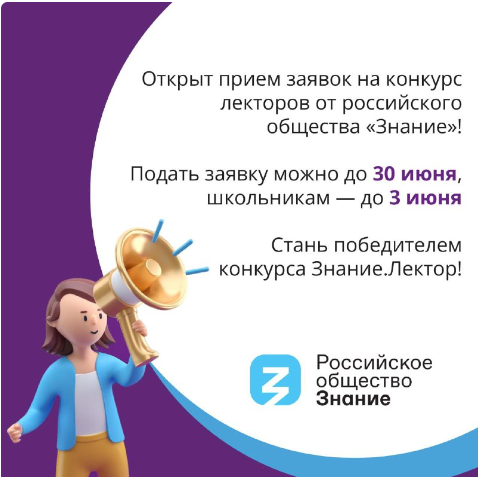 Открыт прием заявок на конкурс
лекторов от российского
общества «Знание»!
Подать заявку можно до 30 июня,
школьникам — до 3 июня
Стань победителем
конкурса Знание.Лектор!
Российское
общество
Знание